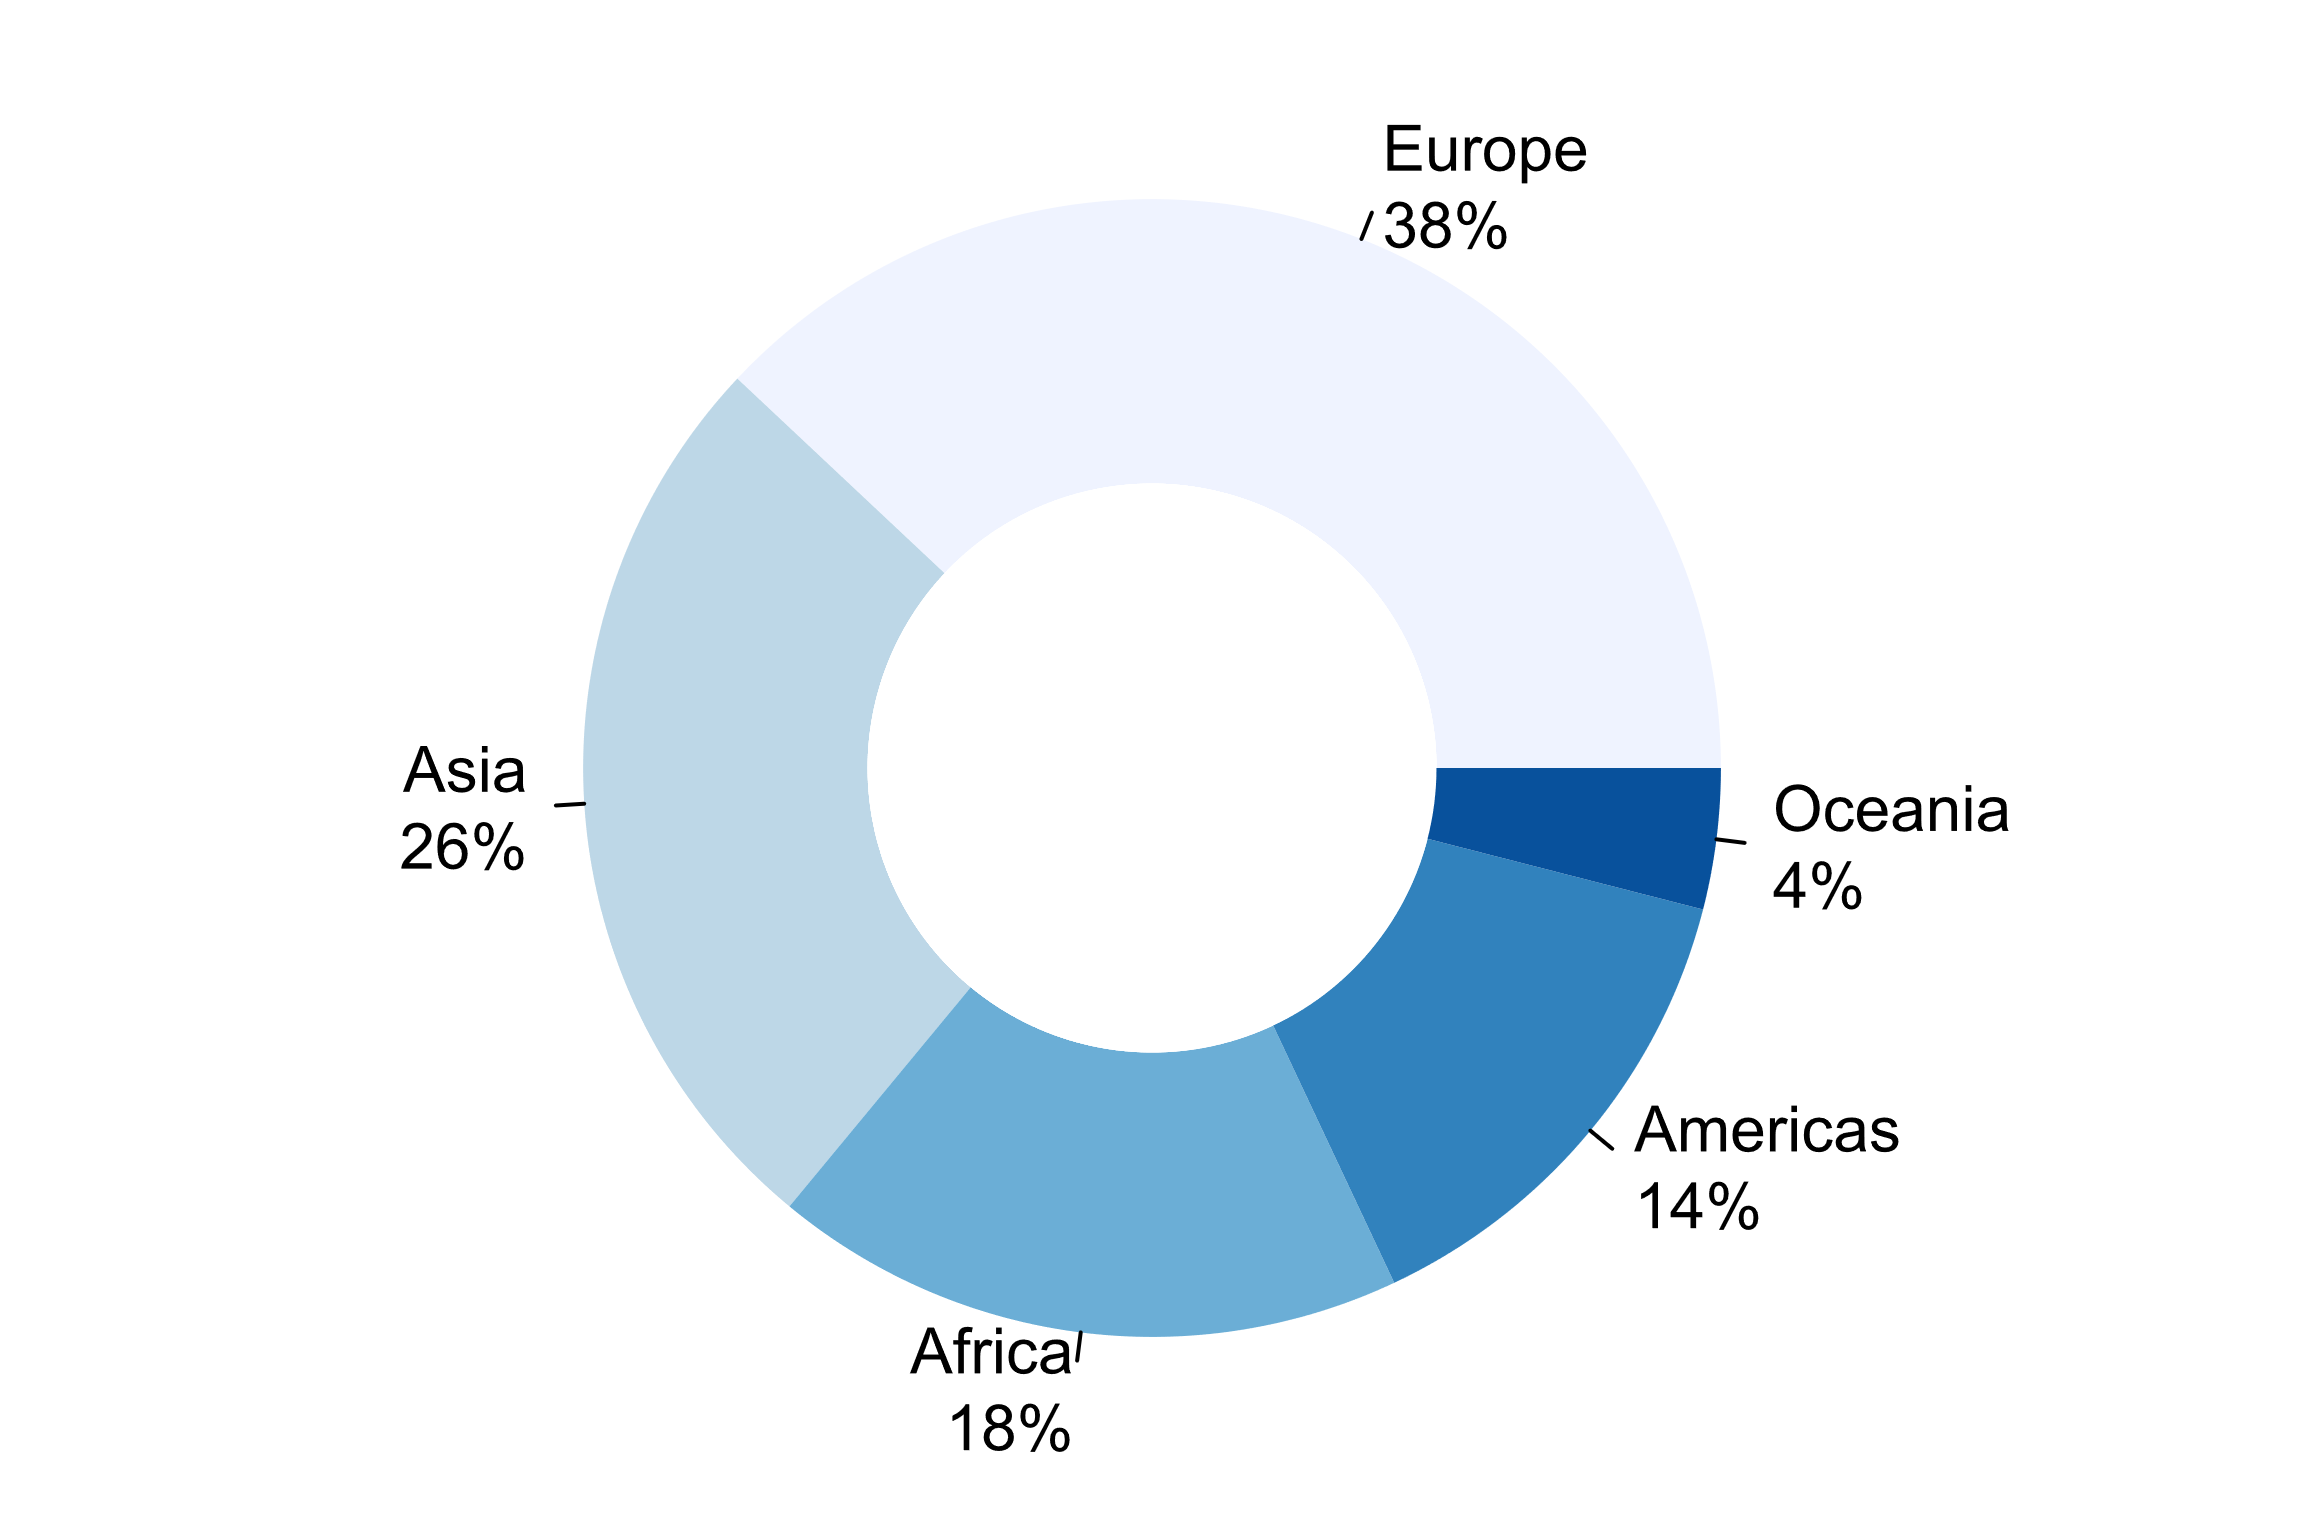 Europe
38%
Asia
26%
Oceania
4%
Americas
14%
Africa
18%